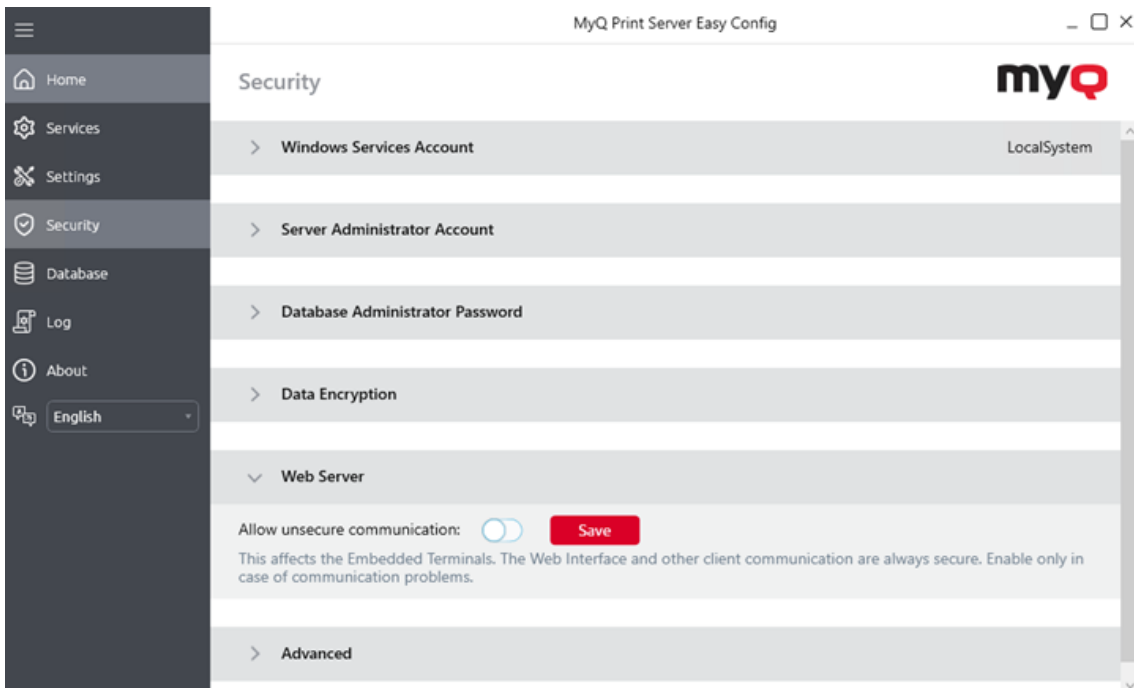 MyQ Print Server Easy Config
Home
Services
Settings
Security
Database
Log
About
English
Security
myQ
Windows Services Account LocalSystem
Server Administrator Account
Database Administrator Password
Data Encryption
Web Server
Allow unsecure communication: Save
This affects the Embedded Terminals. The Web Interface and other client communication are always secure. Enable only in
case of communication problems.
Advanced